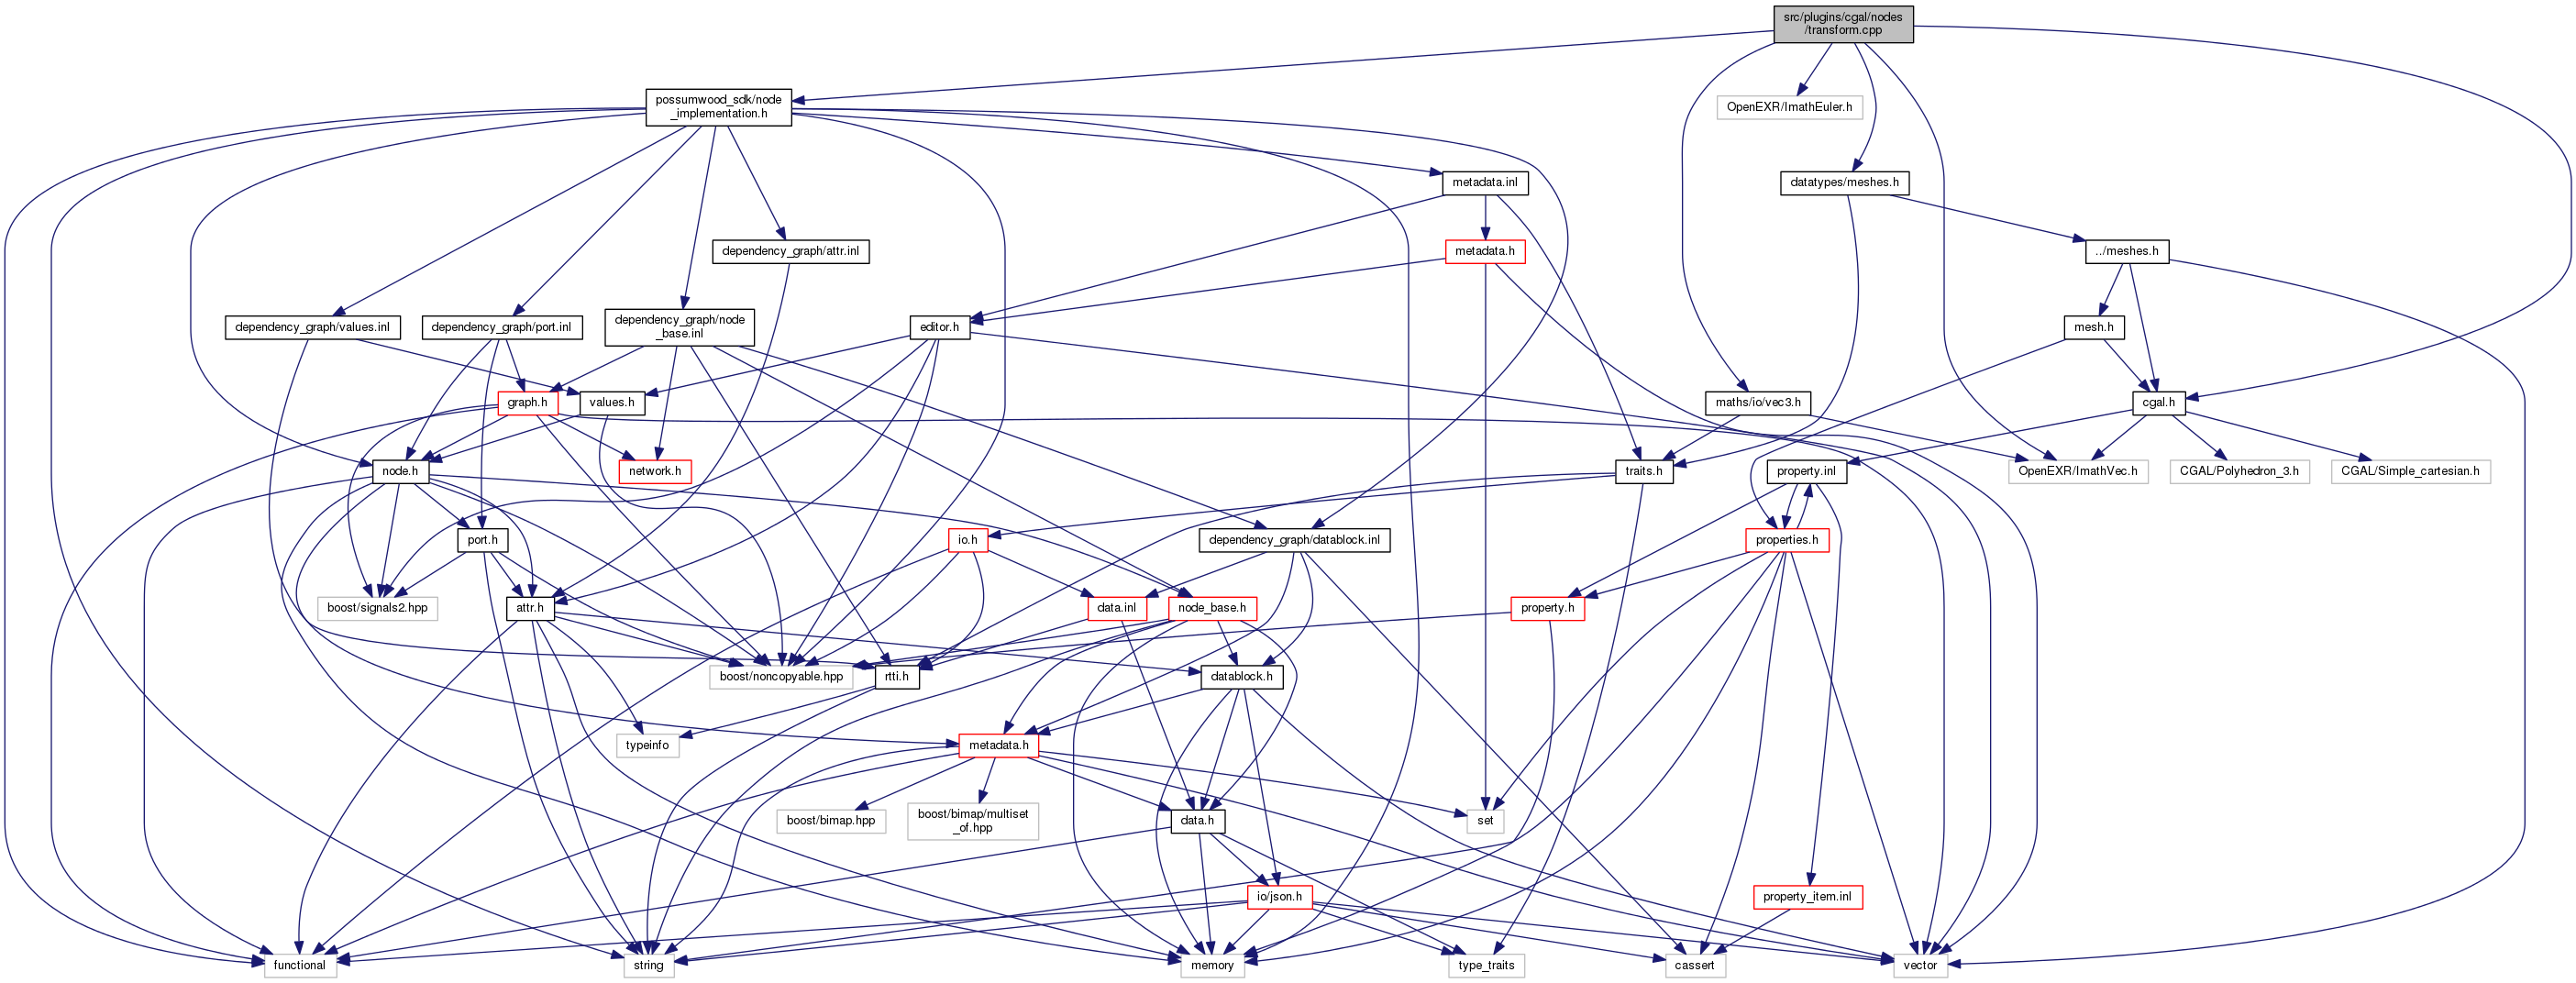 src/plugins/cgal/nodes
/transform.cpp
possumwood_sdk/node
_implementation.h
OpenEXR/ImathEuler.h
metadata.inl
datatypes/meshes.h
dependency_graph/attr.inl
metadata.h
../meshes.h
dependency_graph/values.inl
dependency_graph/port.inl
dependency_graph/node
_base.inl
editor.h
mesh.h
graph.h
values.h
maths/io/vec3.h
cgal.h
node.h
network.h
traits.h
property.inl
OpenEXR/ImathVec.h
CGAL/Polyhedron_3.h
CGAL/Simple_cartesian.h
port.h
io.h
dependency_graph/datablock.inl
properties.h
boost/signals2.hpp
attr.h
data.inl
node_base.h
property.h
boost/noncopyable.hpp
rtti.h
datablock.h
typeinfo
metadata.h
boost/bimap.hpp
boost/bimap/multiset
_of.hpp
data.h
set
io/json.h
property_item.inl
functional
string
memory
type_traits
cassert
vector